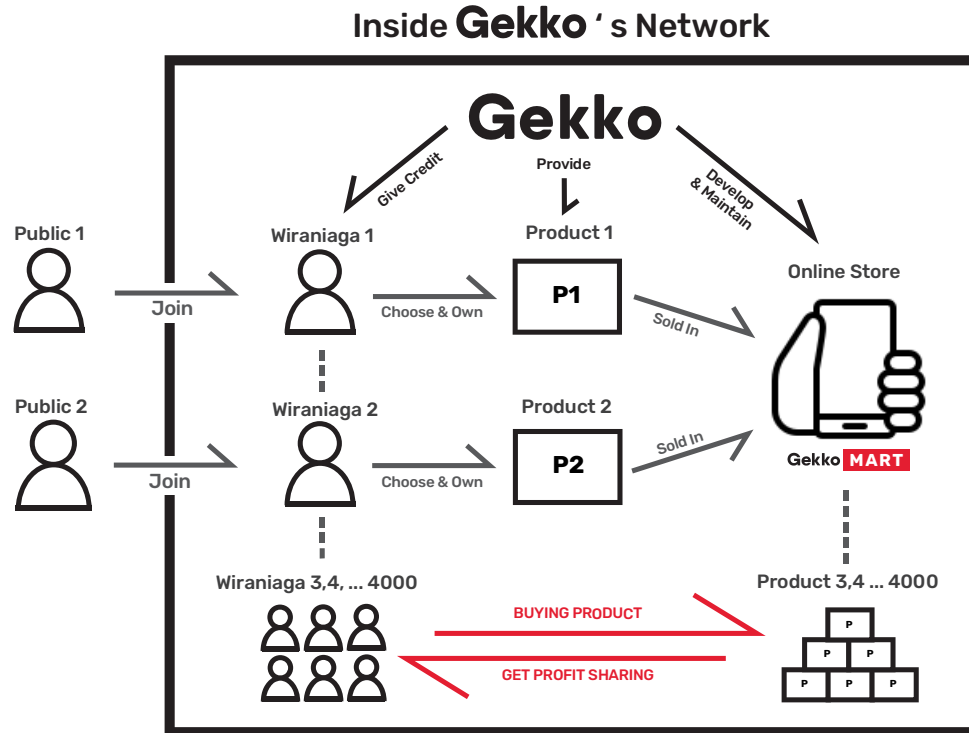 Inside Gekko ‘ s Network
Gekko
Give Credit
Provide
Develop
& Maintain
Public 1
Wiraniaga 1
Product 1
Online Store
Join
Choose & Own
P1
Sold In
Public 2
Wiraniaga 2
Product 2
Join
Choose & Own
P2
Sold In
Gekko MART
Wiraniaga 3,4, ... 4000
Product 3,4 ... 4000
BUYING PRODUCT
GET PROFIT SHARING
P
P P
P P P